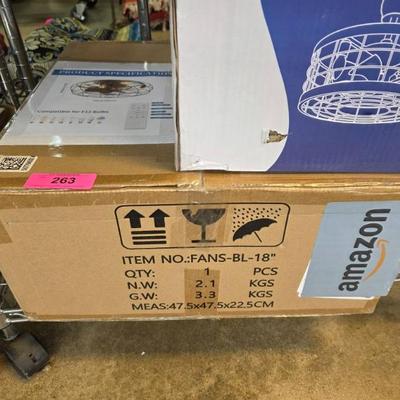 PRODUCT SPECIFICATION
Compatible for E12 Bulbs
263
ITEM NO.:FANS-BL-18"
QTY: 1 PCS
N.W.: 2.1 KGS
G.W.: 3.3 KGS
MEAS:47.5x47.5x22.5CM
amazon